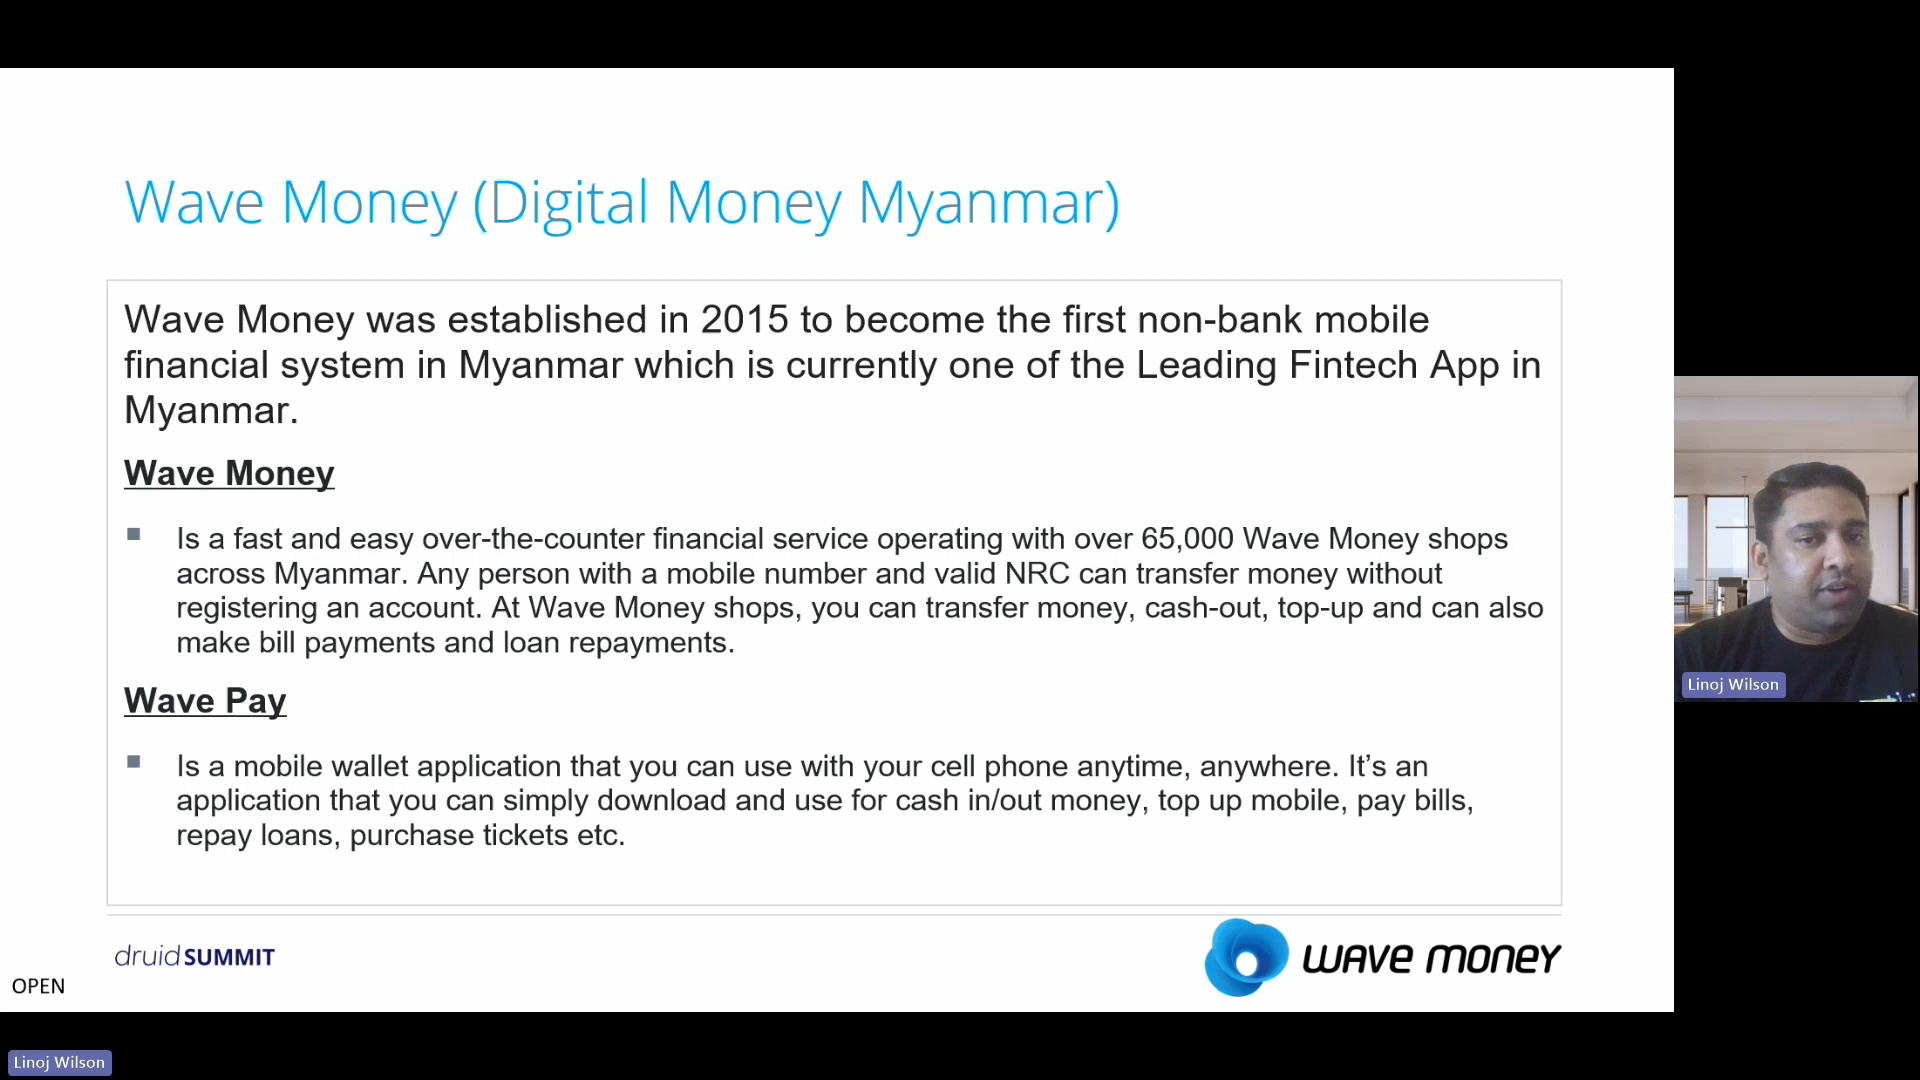 Wave Money (Digital Money Myanmar)
Wave Money was established in 2015 to become the first non-bank mobile
financial system in Myanmar which is currently one of the Leading Fintech App in
Myanmar.
Wave Money
Is a fast and easy over-the-counter financial service operating with over 65,000 Wave Money shops
across Myanmar. Any person with a mobile number and valid NRC can transfer money without
registering an account. At Wave Money shops, you can transfer money, cash-out, top-up and can also
make bill payments and loan repayments.
Wave Pay
Is a mobile wallet application that you can use with your cell phone anytime, anywhere. It’s an
application that you can simply download and use for cash in/out money, top up mobile, pay bills,
repay loans, purchase tickets etc.
druid SUMMIT
WAVE MONEY
OPEN
Linoj Wilson
Linoj Wilson